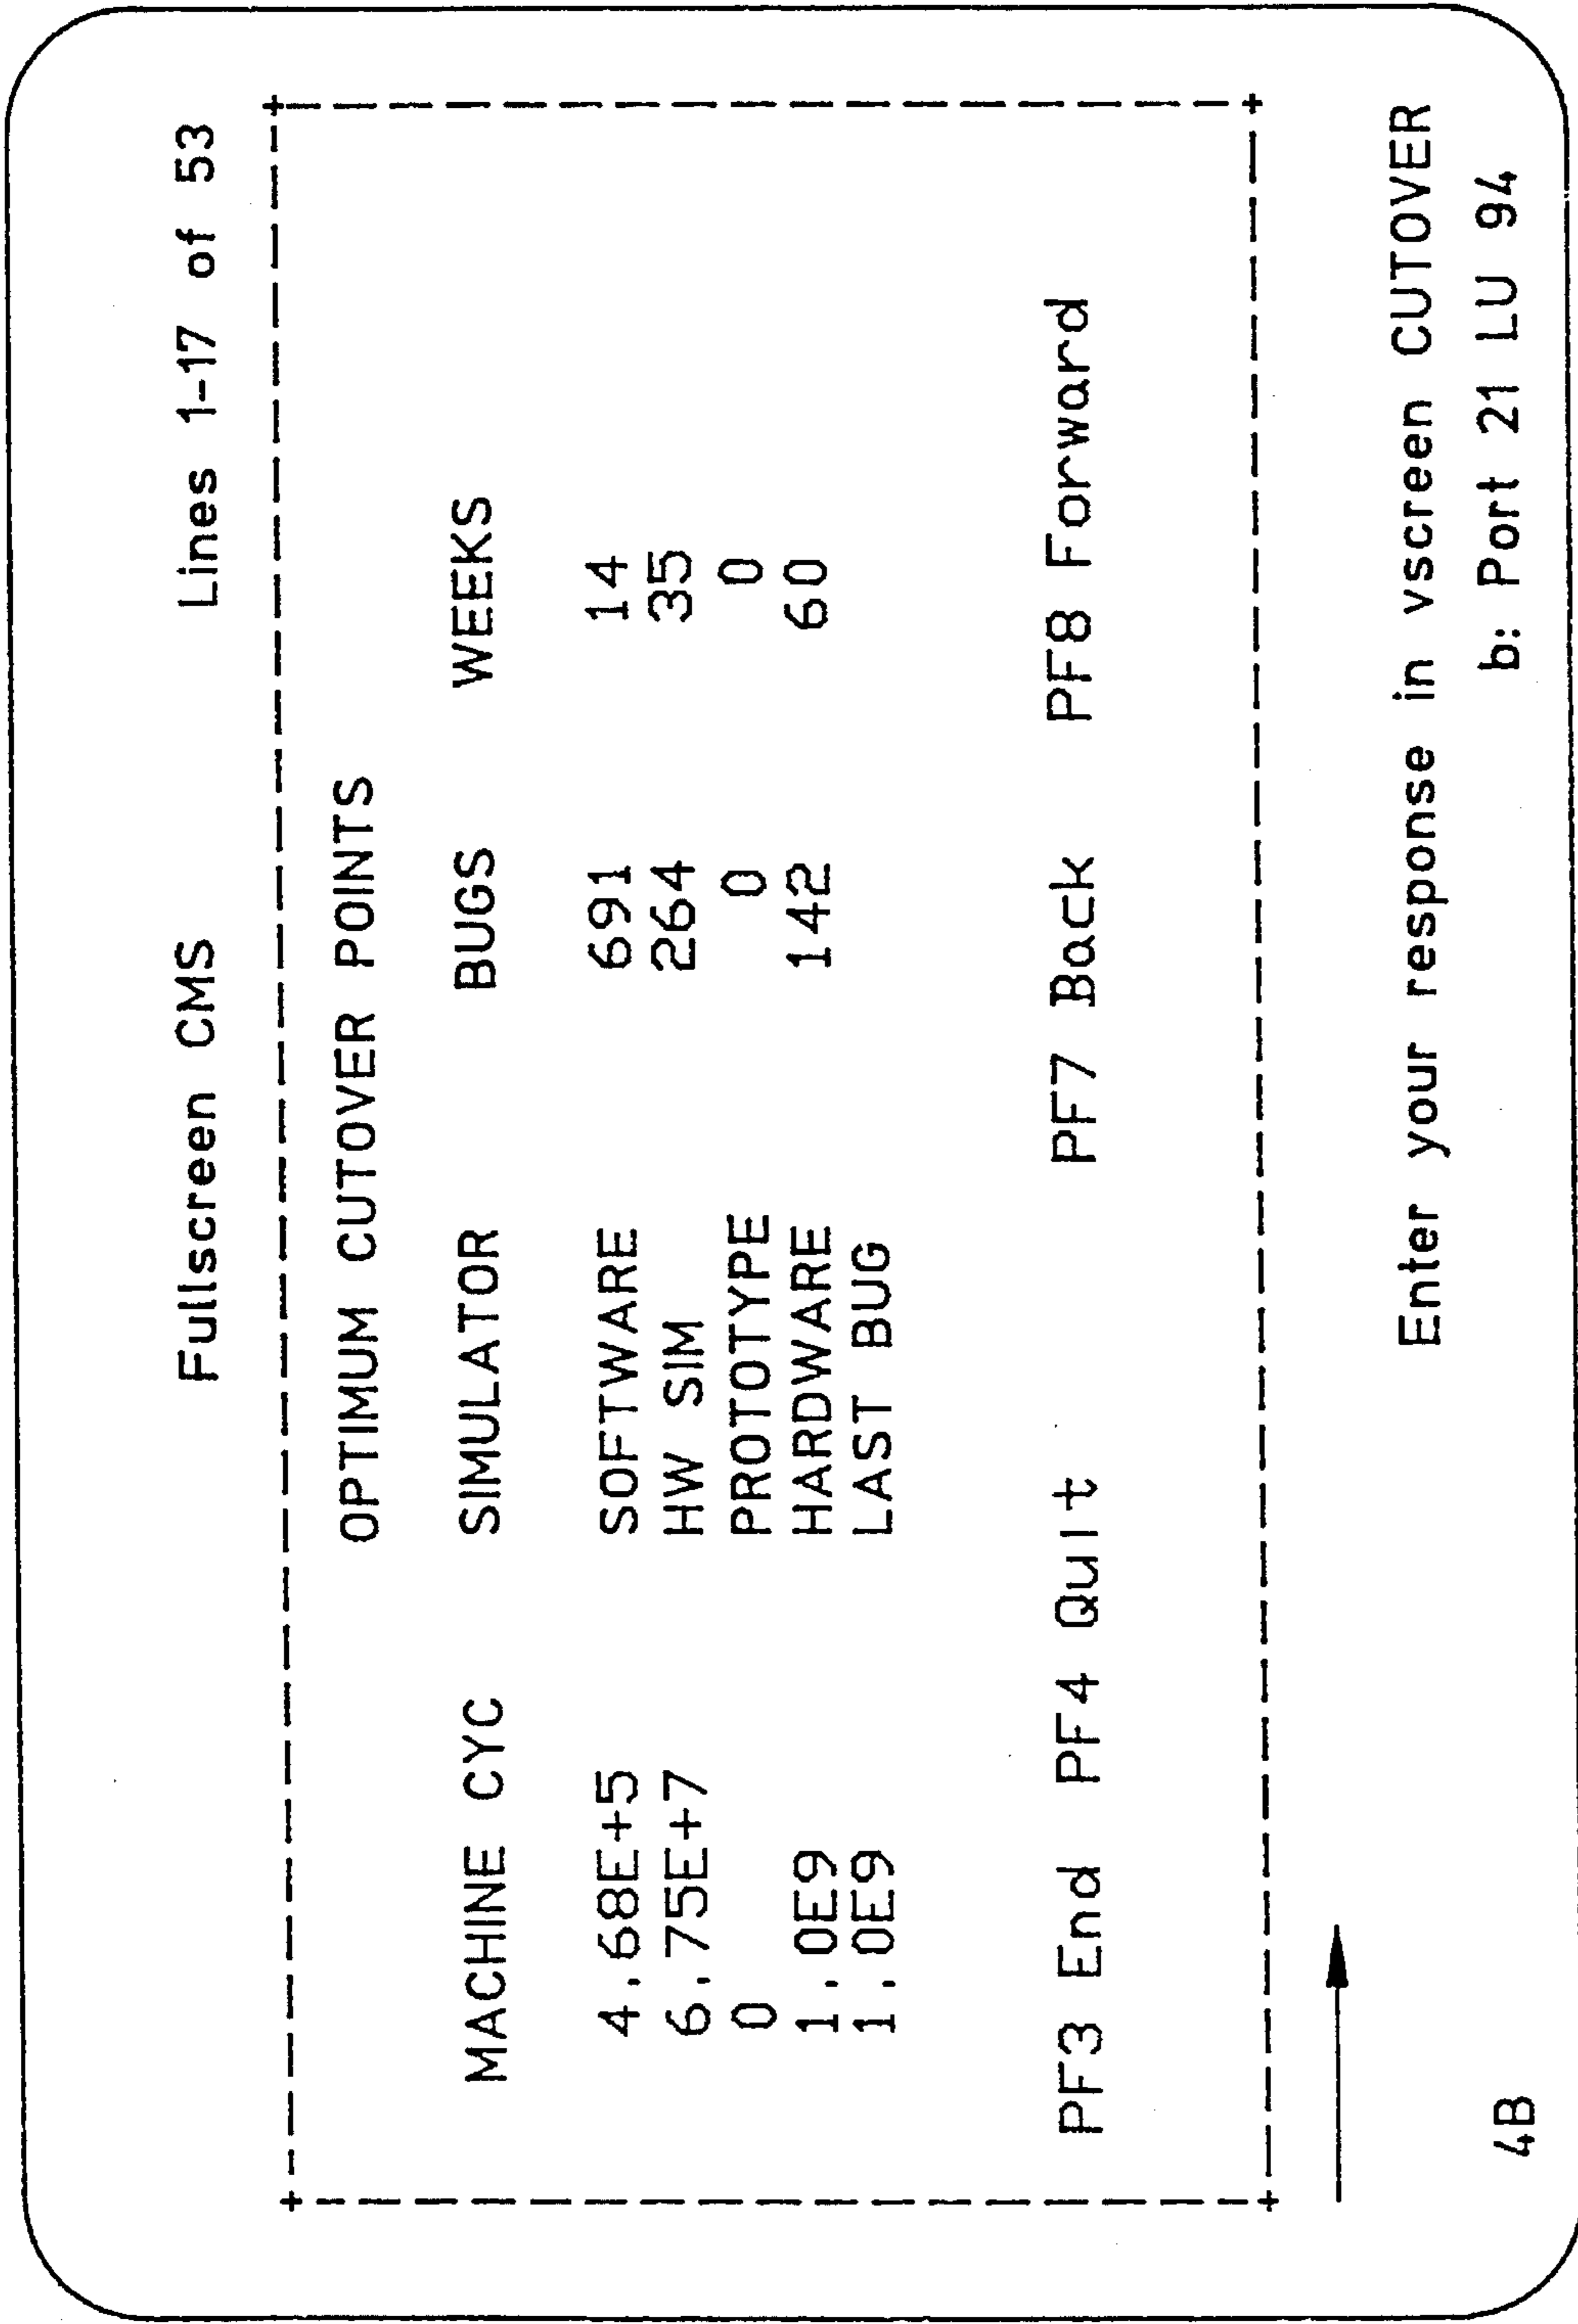 Fullscreen CMS Lines 1-17 of 53
OPTIMUM CUTOVER POINTS
MACHINE CYC SIMULATOR BUGS WEEKS
4.68E+5 SOFTWARE 691 14
6.75E+7 HW SIM 264 35
0 PROTOTYPE 0 0
1.0E9 HARDWARE 142 60
1.0E9 LAST BUG
PF3 End PF4 Quit PF7 Back PF8 Forward
Enter your response in vscreen CUTOVER
4B b: Port 21 LU 94